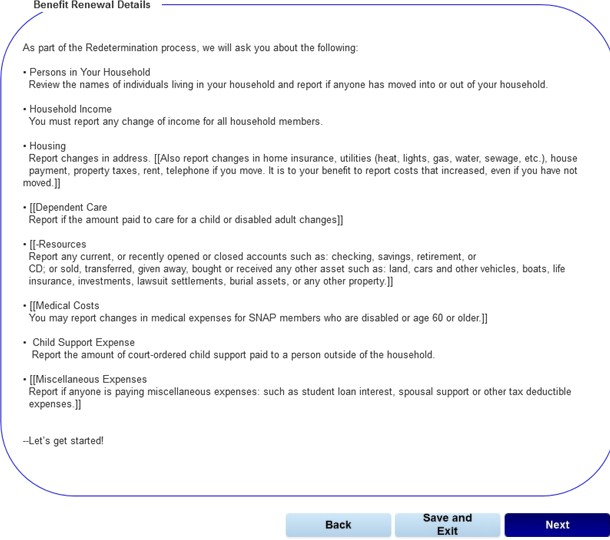 Benefit Renewal Details
As part of the Redetermination process, we will ask you about the following:
• Persons in Your Household
Review the names of individuals living in your household and report if anyone has moved into or out of your household.
• Household Income
You must report any change of income for all household members.
• Housing
Report changes in address. [[Also report changes in home insurance, utilities (heat, lights, gas, water, sewage, etc.), house
payment, property taxes, rent, telephone if you move. It is to your benefit to report costs that increased, even if you have not
moved.]]
• [[Dependent Care
Report if the amount paid to care for a child or disabled adult changes]]
• [[-Resources
Report any current, or recently opened or closed accounts such as: checking, savings, retirement, or
CD; or sold, transferred, given away, bought or received any other asset such as: land, cars and other vehicles, boats, life
insurance, investments, lawsuit settlements, burial assets, or any other property.]]
• [[Medical Costs
You may report changes in medical expenses for SNAP members who are disabled or age 60 or older.]]
• Child Support Expense
Report the amount of court-ordered child support paid to a person outside of the household.
• [[Miscellaneous Expenses
Report if anyone is paying miscellaneous expenses: such as student loan interest, spousal support or other tax deductible
expenses.]]
--Let's get started!
Back
Save and
Exit
Next